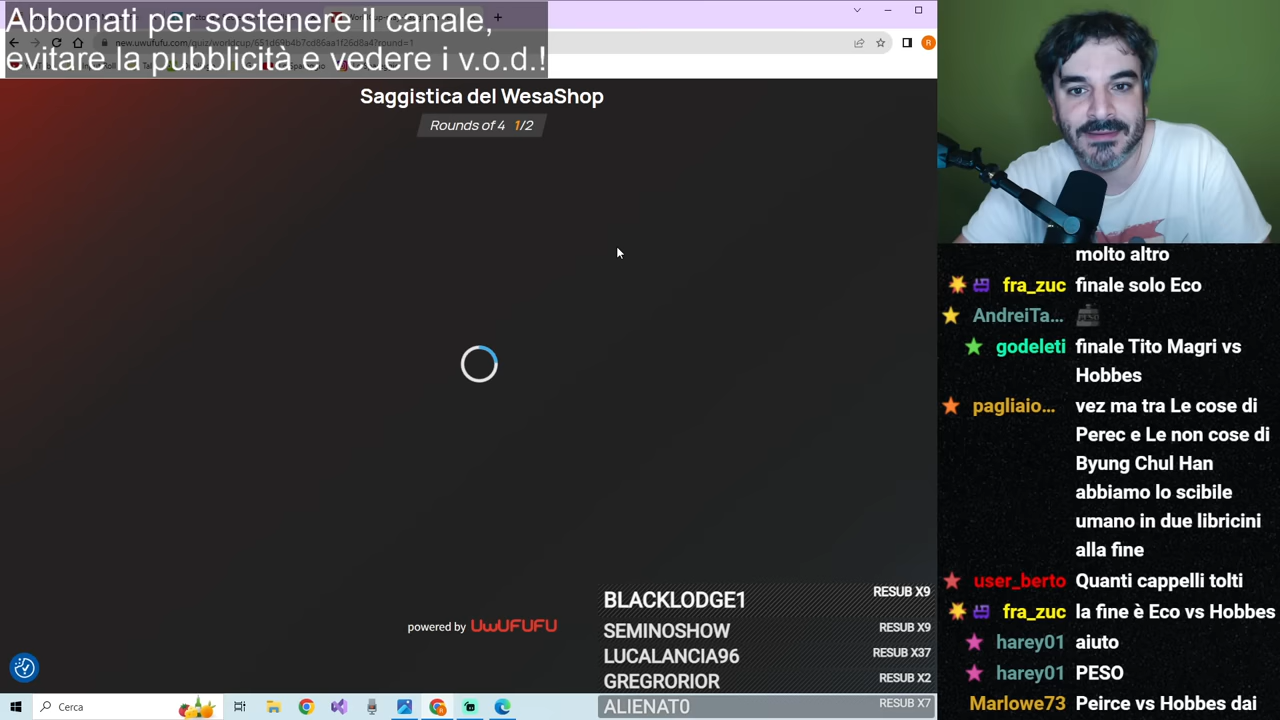 Abbonati per sostenere il canale,
evitare la pubblicità e vedere i v.o.d.!
Saggistica del WesaShop
Rounds of 4 1/2
powered by UwUFUFU
BLACKLODGE1 RESUB X9
SEMINOSHOW RESUB X9
LUCALANCIA96 RESUB X37
GREGRORIOR RESUB X2
ALIENAT0 RESUB X7
Cerca
molto altro
fra_zuc finale solo Eco
AndreiTa...
godeleti finale Tito Magri vs
Hobbes
pagliaio... vez ma tra Le cose di
Perec e Le non cose di
Byung Chul Han
abbiamo lo scibile
umano in due libricini
alla fine
user_berto Quanti cappelli tolti
fra_zuc la fine è Eco vs Hobbes
harey01 aiuto
harey01 PESO
Marlowe73 Peirce vs Hobbes dai